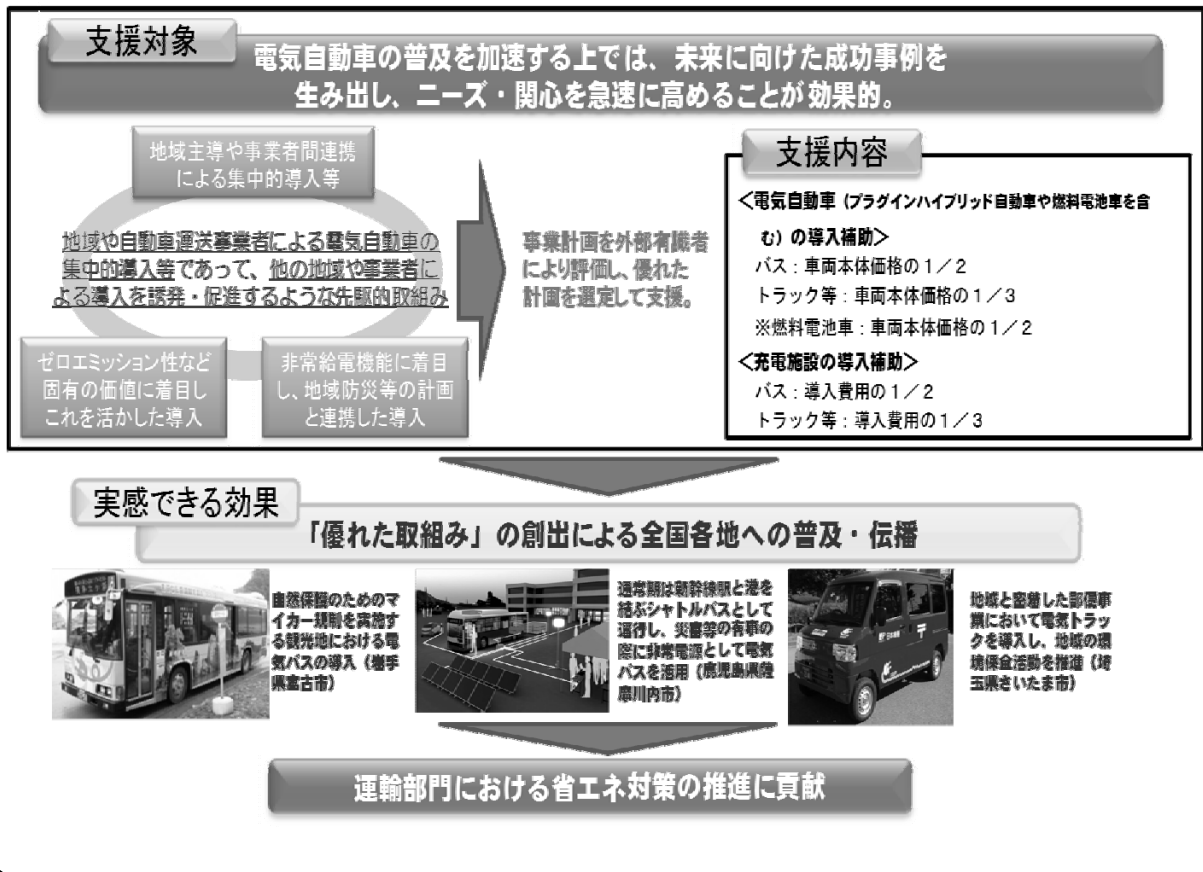 支援対象
電気自動車の普及を加速する上では、未来に向けた成功事例を
生み出し、ニーズ・関心を急速に高めることが効果的。
地域主導や事業者間連携
による集中的導入等
地域や自動車運送事業者による電気自動車の
集中的導入等であって、他の地域や事業者に
よる導入を誘発・促進するような先駆的取組み
ゼロエミッション性など
固有の価値に着目し
これを活かした導入
非常給電機能に着目
し、地域防災等の計画
と連携した導入
事業計画を外部有識者
により評価し、優れた
計画を選定して支援。
支援内容
<電気自動車（プラグインハイブリッド自動車や燃料電池車を含
む）の導入補助>
バス：車両本体価格の１／２
トラック等：車両本体価格の１／３
※燃料電池車：車両本体価格の１／２
<充電施設の導入補助>
バス：導入費用の１／２
トラック等：導入費用の１／３
実感できる効果
「優れた取組み」の創出による全国各地への普及・伝播
自然保護のためのマ
イカー規制を実施す
る観光地における電
気バスの導入（岩手
県宮古市）
通常期は新幹線駅と港を
結ぶシャトルバスとして
運行し、災害等の有事の
際に非常電源として電気
バスを活用（鹿児島県薩
摩川内市）
地域と密着した郵便事
業において電気トラッ
クを導入し、地域の環
境保全活動を推進（埼
玉県さいたま市）
運輸部門における省エネ対策の推進に貢献